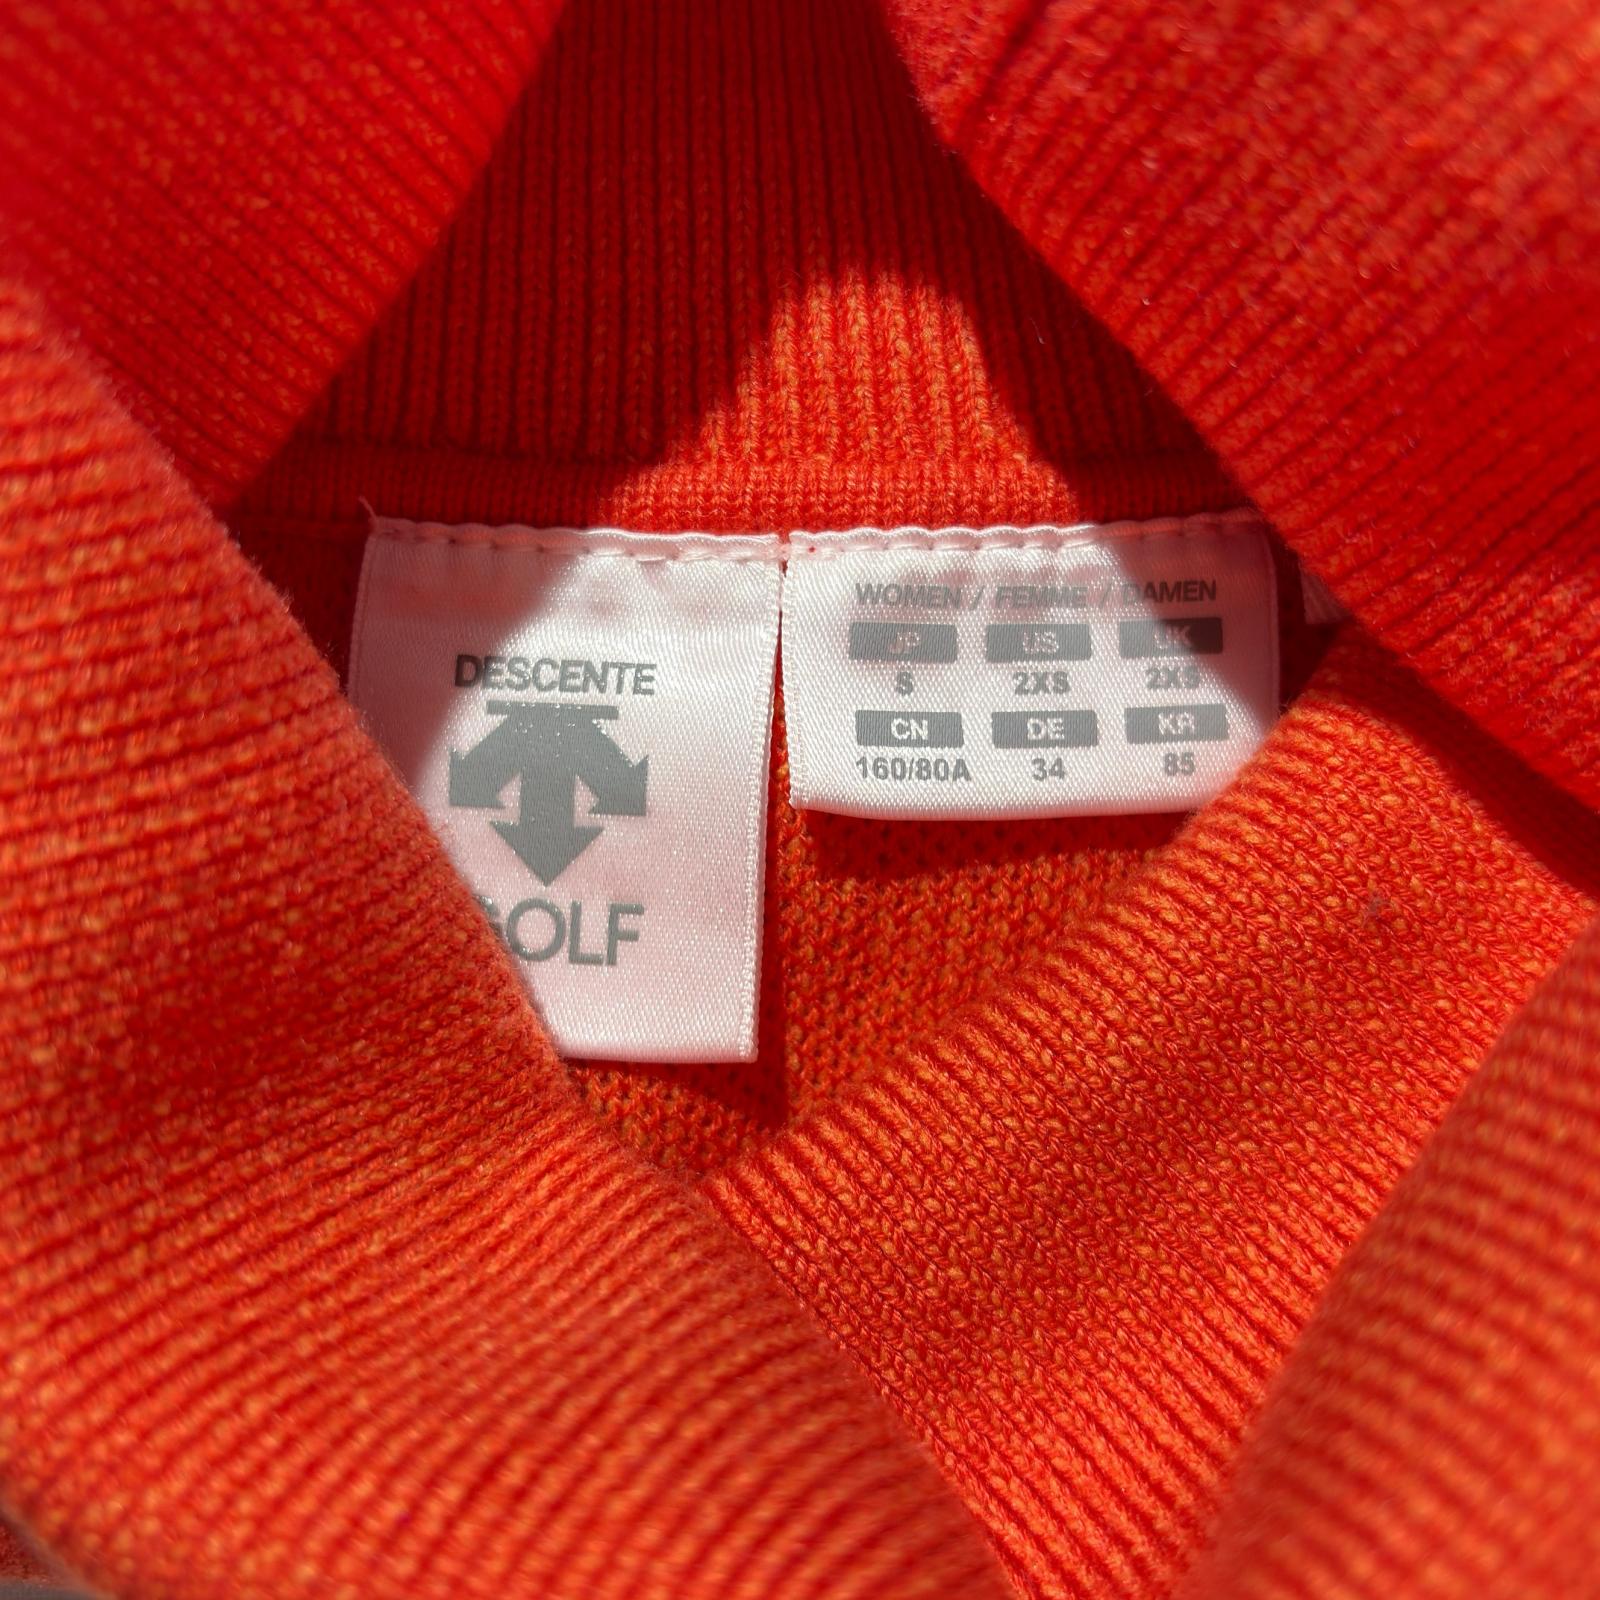 DESCENTE
GOLF
WOMEN / FEMME / DAMEN
JP US UK
S 2XS 2XS
CN DE KR
160/80A 34 85